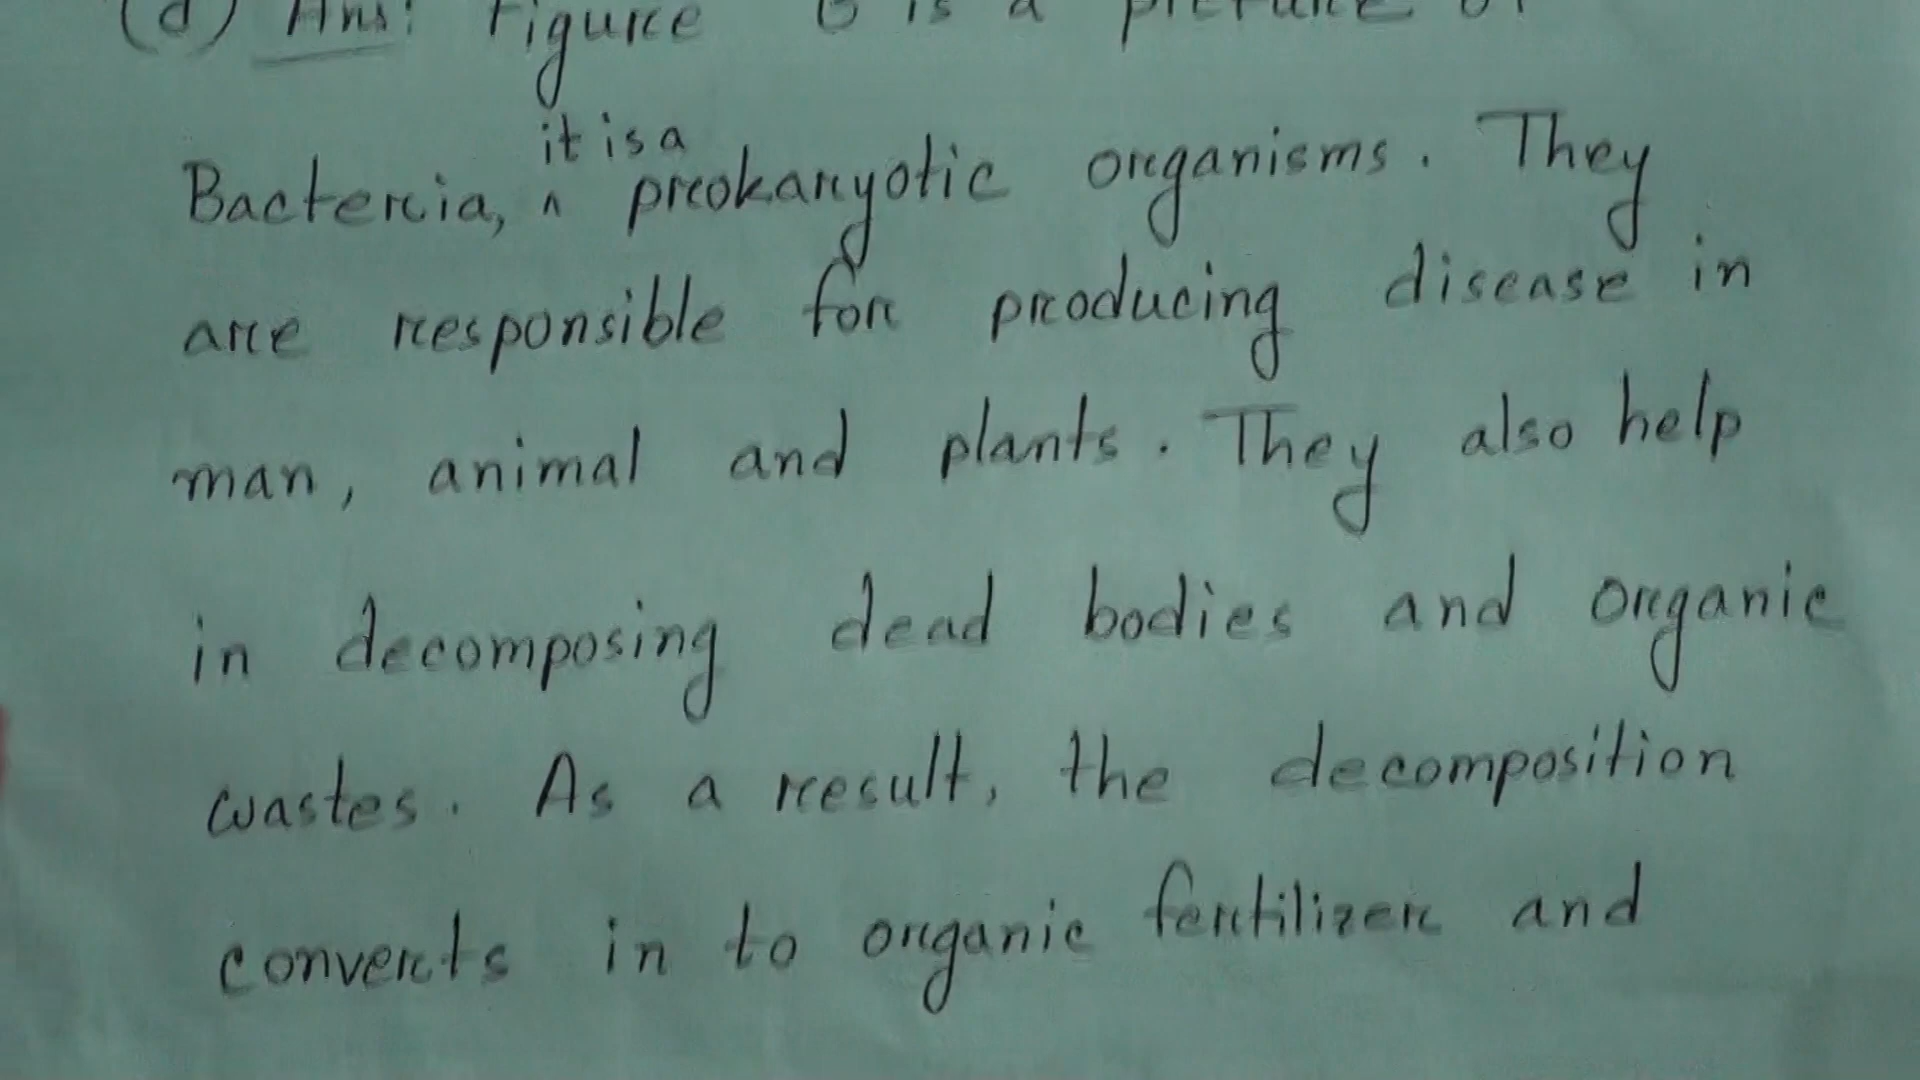 (d) Ans: Figure B is a picture of
Bacteria, ^ it is a prokaryotic organisms. They
are responsible for producing disease in
man, animal and plants. They also help
in decomposing dead bodies and organic
wastes. As a result, the decomposition
converts in to organic fertilizer and